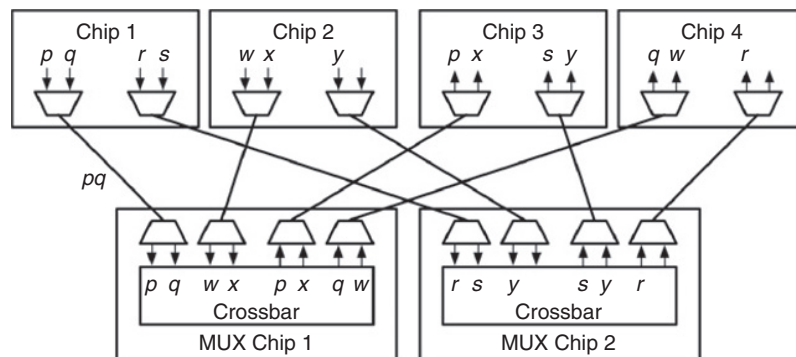 Chip 1 Chip 2 Chip 3 Chip 4
p q r s w x y p x s y q w r
pq
p q w x p x q w r s y s y r
Crossbar Crossbar
MUX Chip 1 MUX Chip 2